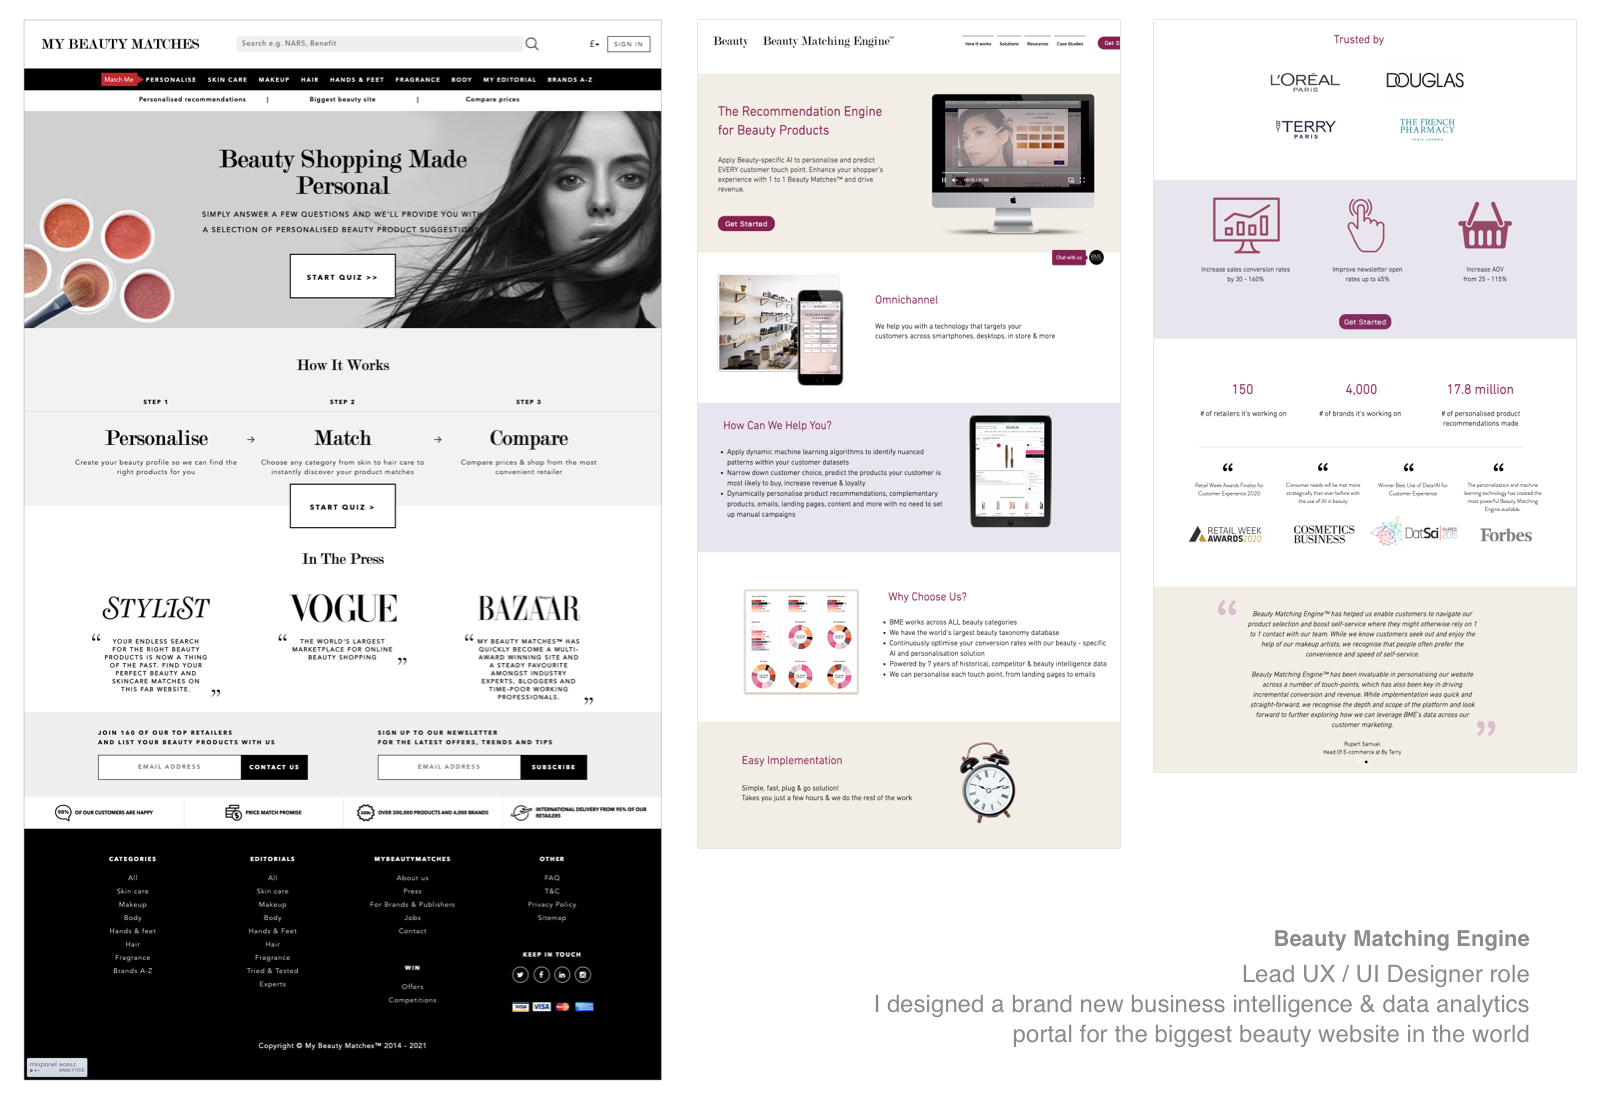 MY BEAUTY MATCHES
Search e.g. NARS, Benefit
£
SIGN IN
Match Me
PERSONALISE SKIN CARE MAKEUP HAIR HANDS & FEET FRAGRANCE BODY MY EDITORIAL BRANDS A-Z
Personalised recommendations | Biggest beauty site | Compare prices
Beauty Shopping Made
Personal
SIMPLY ANSWER A FEW QUESTIONS AND WE'LL PROVIDE YOU WITH
A SELECTION OF PERSONALISED BEAUTY PRODUCT SUGGESTIONS
START QUIZ >>
How It Works
STEP 1 STEP 2 STEP 3
Personalise → Match → Compare
Create your beauty profile so we can find the
right products for you
Choose any category from skin to hair care to
instantly discover your product matches
Compare prices & shop from the most
convenient retailer
START QUIZ >
In The Press
STYLIST
“ YOUR ENDLESS SEARCH
FOR THE RIGHT BEAUTY
PRODUCTS IS NOW A THING
OF THE PAST. FIND YOUR
PERFECT BEAUTY AND
SKINCARE MATCHES ON
THIS FAB WEBSITE. ”
VOGUE
“ THE WORLD'S LARGEST
MARKETPLACE FOR ONLINE
BEAUTY SHOPPING ”
BAZAAR
“ MY BEAUTY MATCHES™ HAS
QUICKLY BECOME A MULTI-
AWARD WINNING SITE AND
A STEADY FAVOURITE
AMONGST INDUSTRY
EXPERTS, BLOGGERS AND
TIME-POOR WORKING
PROFESSIONALS. ”
JOIN 160 OF OUR TOP RETAILERS
AND LIST YOUR BEAUTY PRODUCTS WITH US
EMAIL ADDRESS CONTACT US
SIGN UP TO OUR NEWSLETTER
FOR THE LATEST OFFERS, TRENDS AND TIPS
EMAIL ADDRESS SUBSCRIBE
98% OF OUR CUSTOMERS ARE HAPPY
PRICE MATCH PROMISE
OVER 300,000 PRODUCTS AND 4,000 BRANDS
INTERNATIONAL DELIVERY FROM 95% OF OUR
RETAILERS
CATEGORIES
All
Skin care
Makeup
Body
Hands & feet
Hair
Fragrance
Brands A-Z
EDITORIALS
All
Skin care
Makeup
Body
Hands & Feet
Hair
Fragrance
Tried & Tested
Experts
MYBEAUTYMATCHES
About us
Press
For Brands & Publishers
Jobs
Contact
WIN
Offers
Competitions
OTHER
FAQ
T&C
Privacy Policy
Sitemap
KEEP IN TOUCH
VISA VISA
Copyright © My Beauty Matches™ 2014 - 2021
mixpanel MOBILE
ANALYTICS
Beauty Beauty Matching Engine™
How it works Solutions Resources Case Studies
Get S
The Recommendation Engine
for Beauty Products
Apply Beauty-specific AI to personalise and predict
EVERY customer touch point. Enhance your shopper's
experience with 1 to 1 Beauty Matches™ and drive
revenue.
Get Started
Chat with us
BME
Omnichannel
We help you with a technology that targets your
customers across smartphones, desktops, in store & more
How Can We Help You?
• Apply dynamic machine learning algorithms to identify nuanced
patterns within your customer datasets
• Narrow down customer choice, predict the products your customer is
most likely to buy, increase revenue & loyalty
• Dynamically personalise product recommendations, complementary
products, emails, landing pages, content and more with no need to set
up manual campaigns
DOUGLAS
Why Choose Us?
• BME works across ALL beauty categories
• We have the world's largest beauty taxonomy database
• Continuously optimise your conversion rates with our beauty - specific
AI and personalisation solution
• Powered by 7 years of historical, competitor & beauty intelligence data
• We can personalise each touch point, from landing pages to emails
Easy Implementation
Simple, fast, plug & go solution!
Takes you just a few hours & we do the rest of the work
Trusted by
L'ORÉAL
PARIS
DOUGLAS
BY TERRY
PARIS
THE FRENCH
PHARMACY
PARIS LONDON
Increase sales conversion rates
by 30 - 160%
Improve newsletter open
rates up to 45%
Increase AOV
from 25 - 115%
Get Started
150
# of retailers it's working on
4,000
# of brands it's working on
17.8 million
# of personalised product
recommendations made
“
Retail Week Awards Finalist for
Customer Experience 2020
RETAIL WEEK
AWARDS2020
“
Consumer needs will be met more
strategically than ever before with
the use of AI in beauty
COSMETICS
BUSINESS
“
Winner Best Use of Data/AI for
Customer Experience
DatSci AWARDS
2019
“
The personalization and machine
learning technology has created the
most powerful Beauty Matching
Engine available.
Forbes
“ Beauty Matching Engine™ has helped us enable customers to navigate our
product selection and boost self-service where they might otherwise rely on 1
to 1 contact with our team. While we know customers seek out and enjoy the
help of our makeup artists, we recognise that people often prefer the
convenience and speed of self-service.
Beauty Matching Engine™ has been invaluable in personalising our website
across a number of touch-points, which has also been key in driving
incremental conversion and revenue. While implementation was quick and
straight-forward, we recognise the depth and scope of the platform and look
forward to further exploring how we can leverage BME's data across our
customer marketing. ”
Rupert Samuel
Head Of E-commerce at By Terry
Beauty Matching Engine
Lead UX / UI Designer role
I designed a brand new business intelligence & data analytics
portal for the biggest beauty website in the world